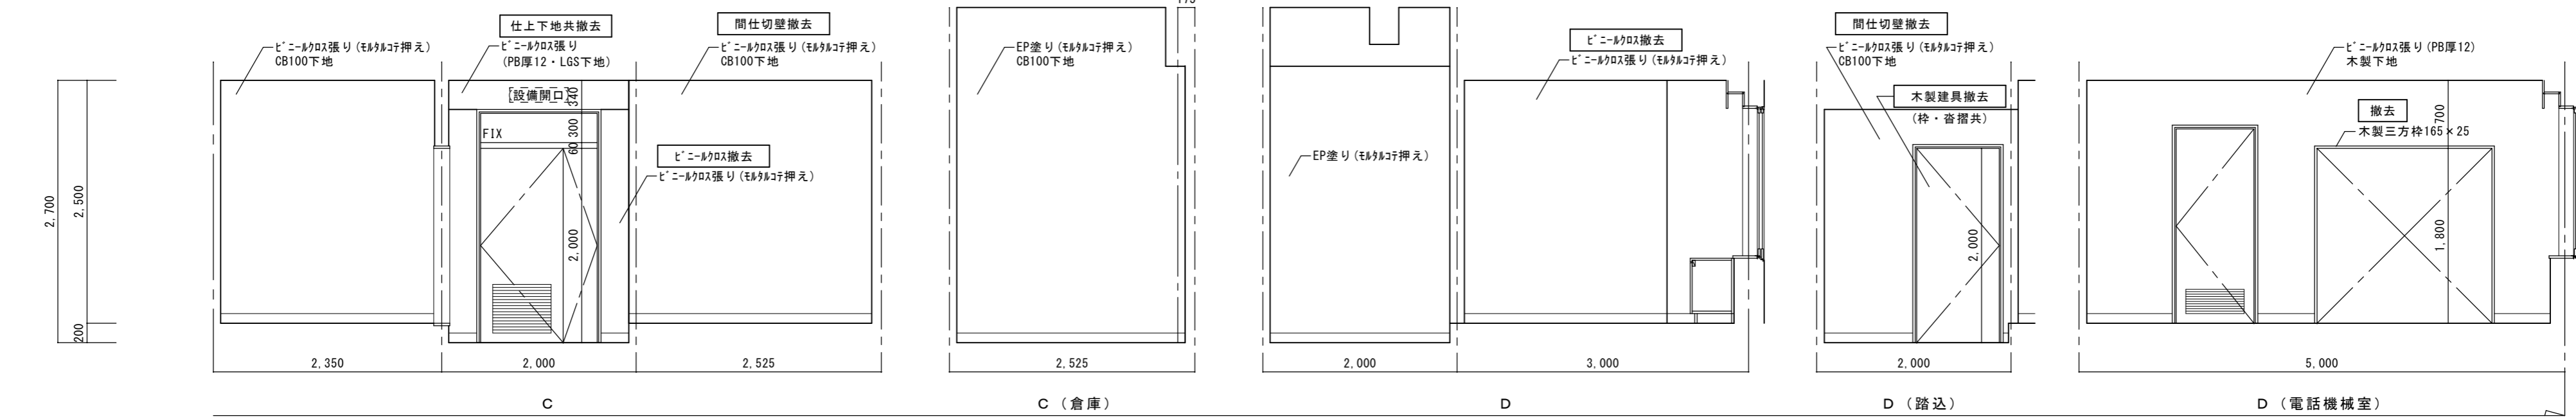 仕上下地共撤去
間仕切壁撤去
ﾋﾞﾆｰﾙｸﾛｽ張り(ﾓﾙﾀﾙｺﾃ押え)
CB100下地
ﾋﾞﾆｰﾙｸﾛｽ張り
(PB厚12・LGS下地)
ﾋﾞﾆｰﾙｸﾛｽ張り(ﾓﾙﾀﾙｺﾃ押え)
CB100下地
設備開口
340
FIX
300
60
ﾋﾞﾆｰﾙｸﾛｽ撤去
ﾋﾞﾆｰﾙｸﾛｽ張り(ﾓﾙﾀﾙｺﾃ押え)
2,700
2,500
200
2,000
2,350
2,000
2,525
C
175
EP塗り(ﾓﾙﾀﾙｺﾃ押え)
CB100下地
2,525
C（倉庫）
ﾋﾞﾆｰﾙｸﾛｽ撤去
ﾋﾞﾆｰﾙｸﾛｽ張り(ﾓﾙﾀﾙｺﾃ押え)
EP塗り(ﾓﾙﾀﾙｺﾃ押え)
2,000
3,000
D
間仕切壁撤去
ﾋﾞﾆｰﾙｸﾛｽ張り(ﾓﾙﾀﾙｺﾃ押え)
CB100下地
木製建具撤去
(枠・沓摺共)
2,000
2,000
D（踏込）
ﾋﾞﾆｰﾙｸﾛｽ張り(PB厚12)
木製下地
撤去
木製三方枠165×25
700
1,800
5,000
D（電話機械室）